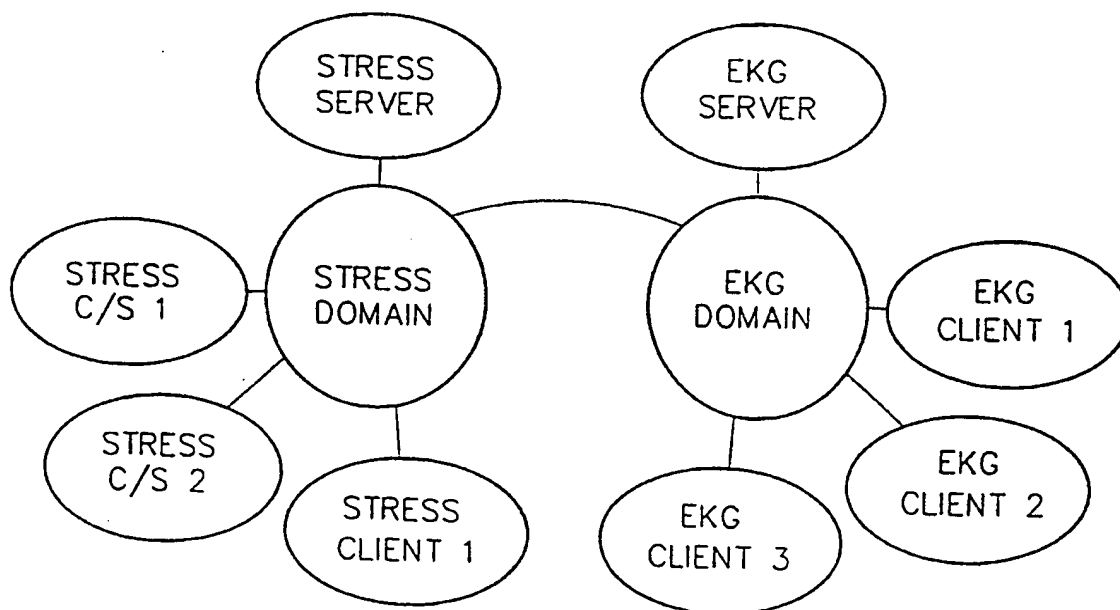 STRESS
SERVER
EKG
SERVER
STRESS
C/S 1
STRESS
DOMAIN
EKG
DOMAIN
EKG
CLIENT 1
STRESS
C/S 2
STRESS
CLIENT 1
EKG
CLIENT 3
EKG
CLIENT 2